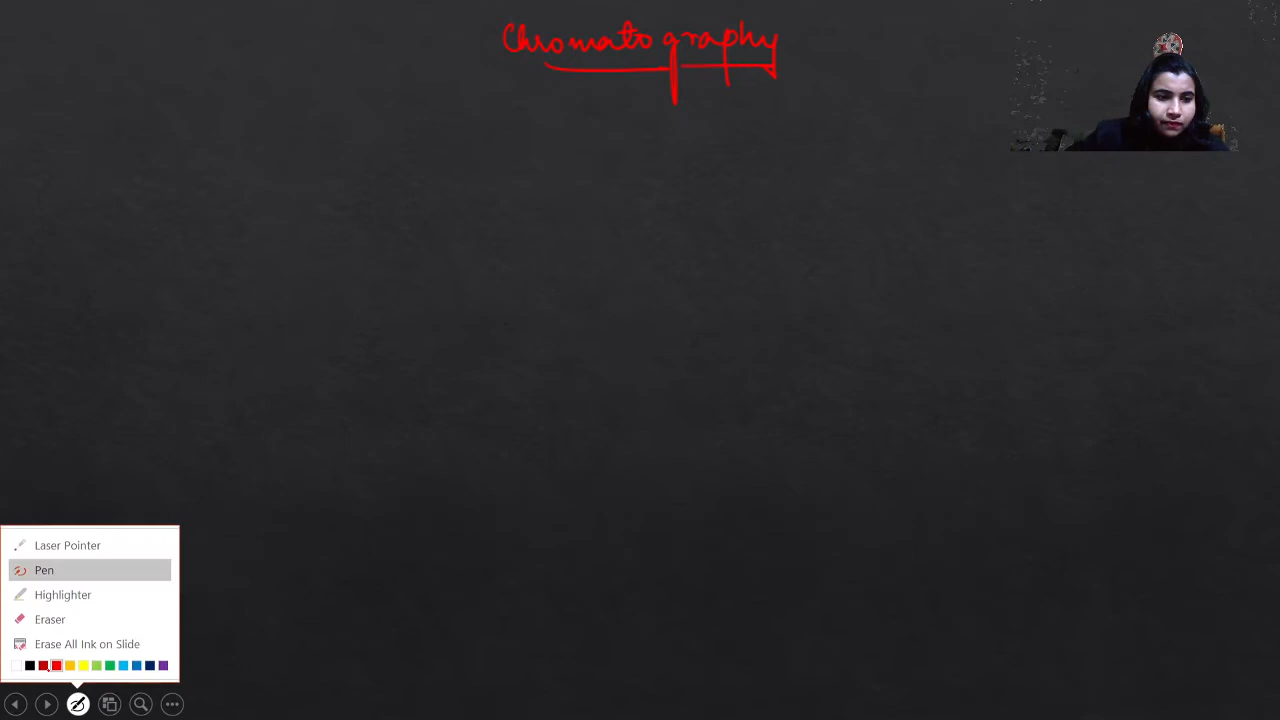 Chromatography
Laser Pointer
Pen
Highlighter
Eraser
Erase All Ink on Slide